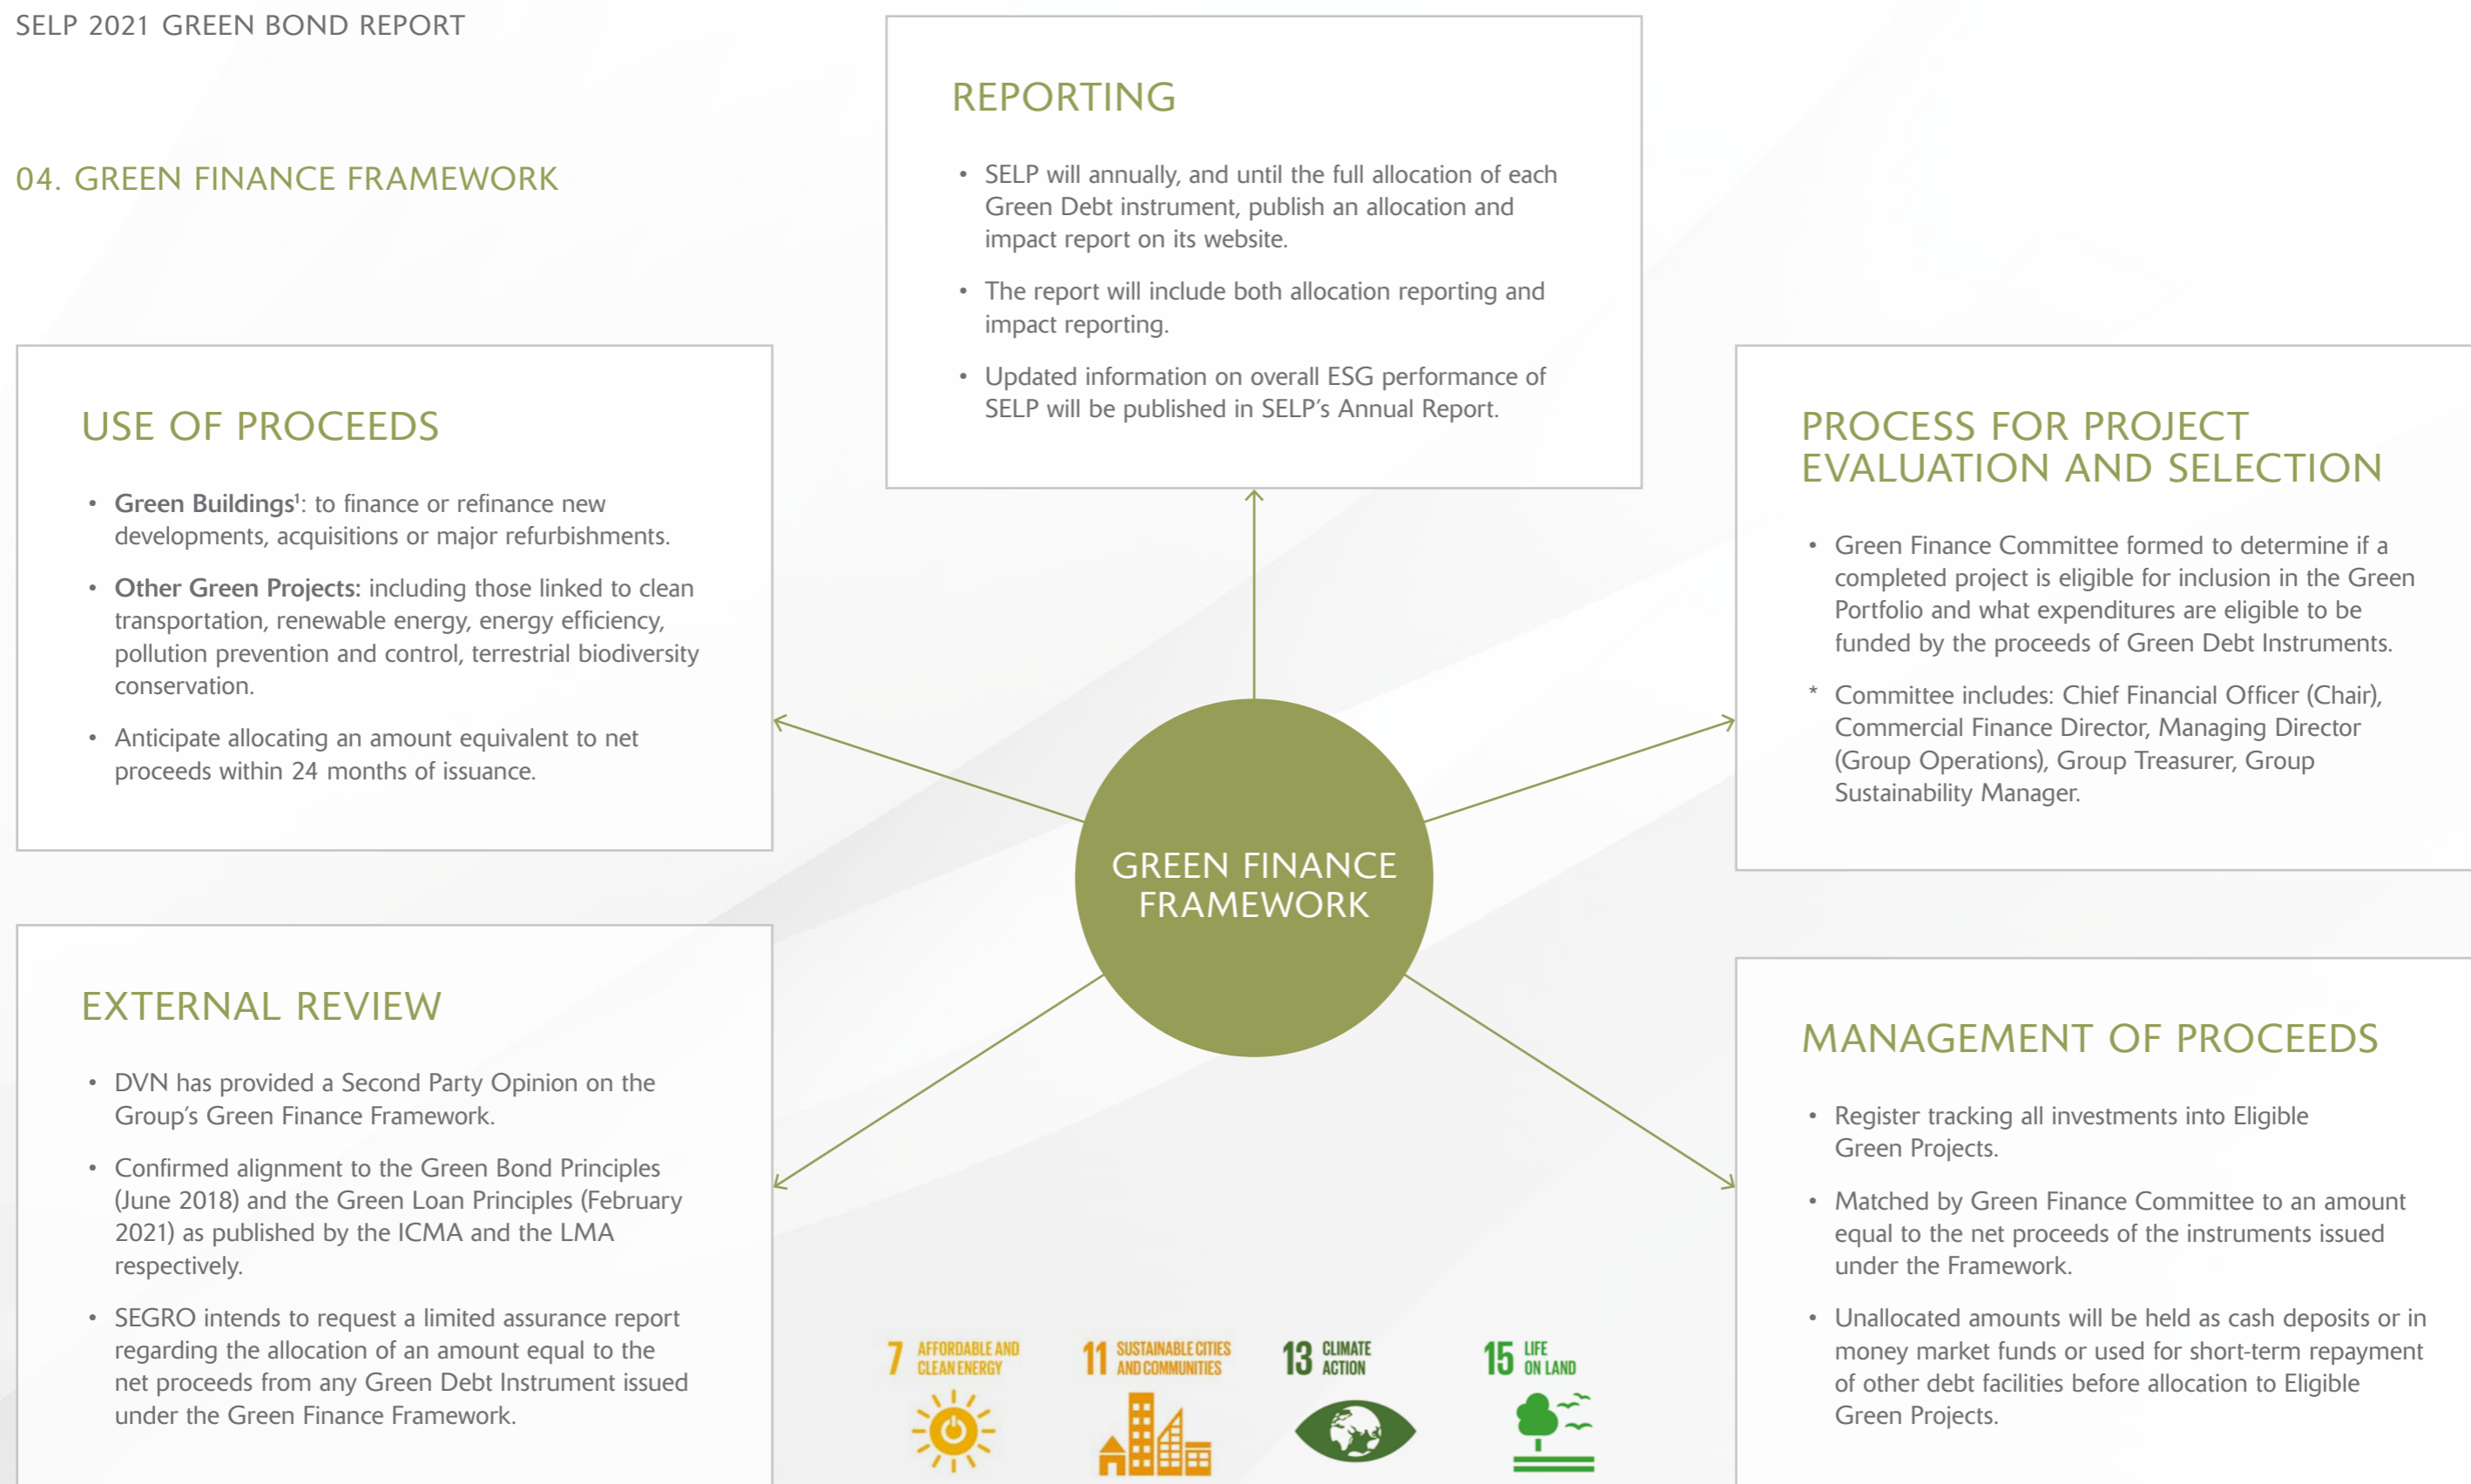 SELP 2021 GREEN BOND REPORT
04. GREEN FINANCE FRAMEWORK
REPORTING
• SELP will annually, and until the full allocation of each
Green Debt instrument, publish an allocation and
impact report on its website.
• The report will include both allocation reporting and
impact reporting.
• Updated information on overall ESG performance of
SELP will be published in SELP's Annual Report.
USE OF PROCEEDS
• Green Buildings¹: to finance or refinance new
developments, acquisitions or major refurbishments.
• Other Green Projects: including those linked to clean
transportation, renewable energy, energy efficiency,
pollution prevention and control, terrestrial biodiversity
conservation.
• Anticipate allocating an amount equivalent to net
proceeds within 24 months of issuance.
PROCESS FOR PROJECT
EVALUATION AND SELECTION
• Green Finance Committee formed to determine if a
completed project is eligible for inclusion in the Green
Portfolio and what expenditures are eligible to be
funded by the proceeds of Green Debt Instruments.
* Committee includes: Chief Financial Officer (Chair),
Commercial Finance Director, Managing Director
(Group Operations), Group Treasurer, Group
Sustainability Manager.
GREEN FINANCE
FRAMEWORK
EXTERNAL REVIEW
• DVN has provided a Second Party Opinion on the
Group's Green Finance Framework.
• Confirmed alignment to the Green Bond Principles
(June 2018) and the Green Loan Principles (February
2021) as published by the ICMA and the LMA
respectively.
• SEGRO intends to request a limited assurance report
regarding the allocation of an amount equal to the
net proceeds from any Green Debt Instrument issued
under the Green Finance Framework.
MANAGEMENT OF PROCEEDS
• Register tracking all investments into Eligible
Green Projects.
• Matched by Green Finance Committee to an amount
equal to the net proceeds of the instruments issued
under the Framework.
• Unallocated amounts will be held as cash deposits or in
money market funds or used for short-term repayment
of other debt facilities before allocation to Eligible
Green Projects.
7 AFFORDABLE AND
CLEAN ENERGY
11 SUSTAINABLE CITIES
AND COMMUNITIES
13 CLIMATE
ACTION
15 LIFE
ON LAND